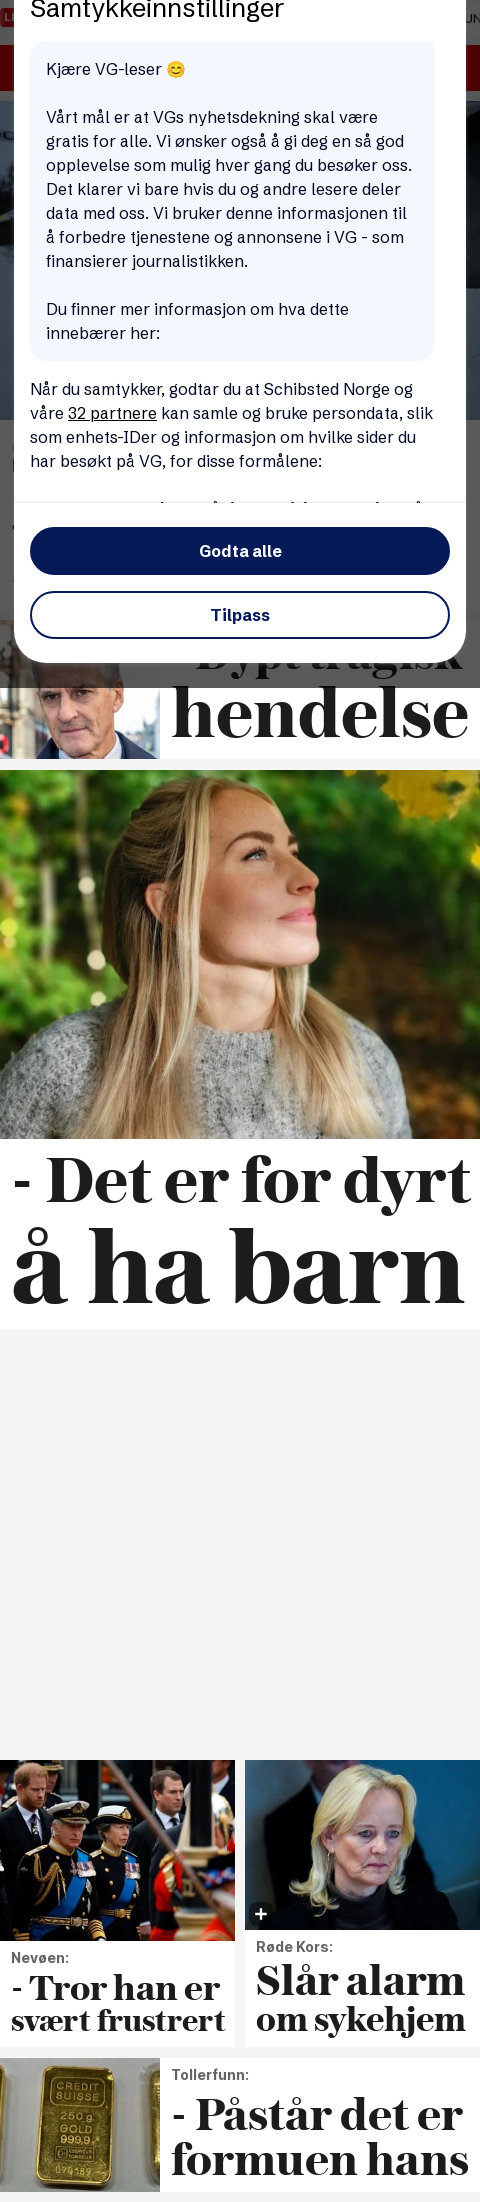 Samtykkeinnstillinger
Kjære VG-leser 😊
Vårt mål er at VGs nyhetsdekning skal være
gratis for alle. Vi ønsker også å gi deg en så god
opplevelse som mulig hver gang du besøker oss.
Det klarer vi bare hvis du og andre lesere deler
data med oss. Vi bruker denne informasjonen til
å forbedre tjenestene og annonsene i VG - som
finansierer journalistikken.
Du finner mer informasjon om hva dette
innebærer her:
Når du samtykker, godtar du at Schibsted Norge og
våre 32 partnere kan samle og bruke persondata, slik
som enhets-IDer og informasjon om hvilke sider du
har besøkt på VG, for disse formålene:
Godta alle
Tilpass
Dypt tragisk
hendelse
- Det er for dyrt
å ha barn
Nevøen:
- Tror han er
svært frustrert
Røde Kors:
Slår alarm
om sykehjem
CREDIT
SUISSE
250 g
GOLD
999,9
Tollerfunn:
- Påstår det er
formuen hans